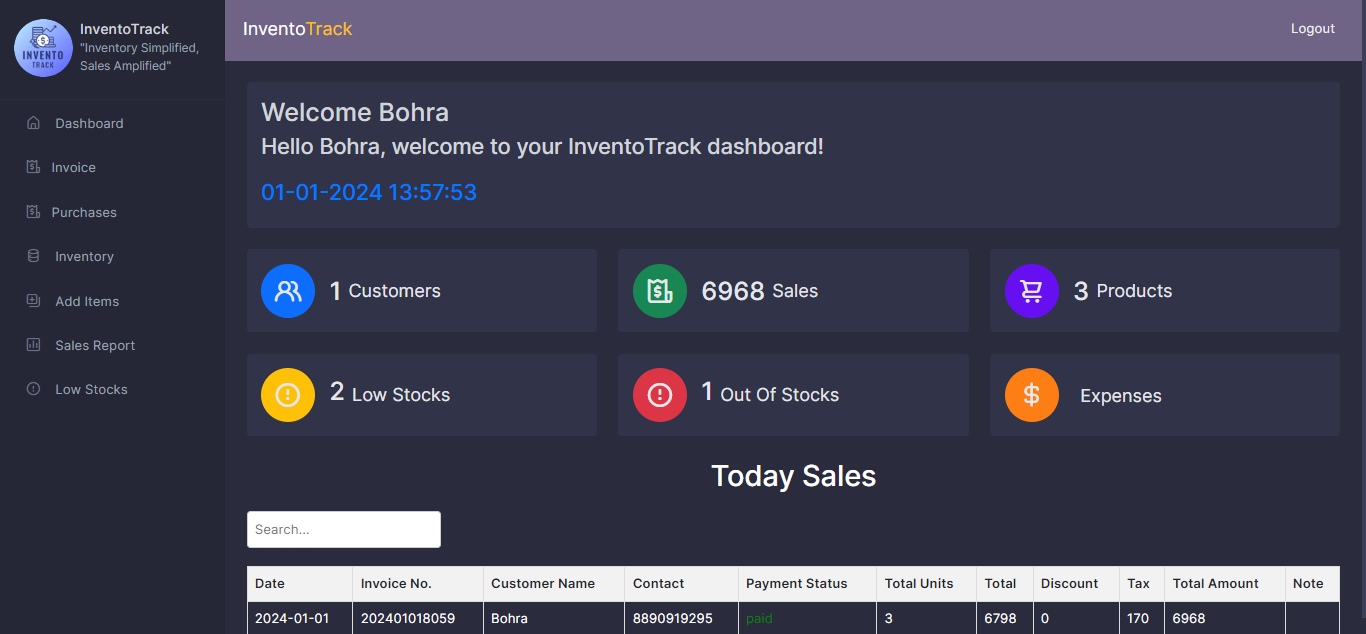 INVENTO
TRACK
InventoTrack
"Inventory Simplified,
Sales Amplified"
Dashboard
Invoice
Purchases
Inventory
Add Items
Sales Report
Low Stocks
InventoTrack
Logout
Welcome Bohra
Hello Bohra, welcome to your InventoTrack dashboard!
01-01-2024 13:57:53
1 Customers
6968 Sales
3 Products
2 Low Stocks
1 Out Of Stocks
Expenses
Today Sales
Search...
Date Invoice No. Customer Name Contact Payment Status Total Units Total Discount Tax Total Amount Note
2024-01-01 202401018059 Bohra 8890919295 paid 3 6798 0 170 6968